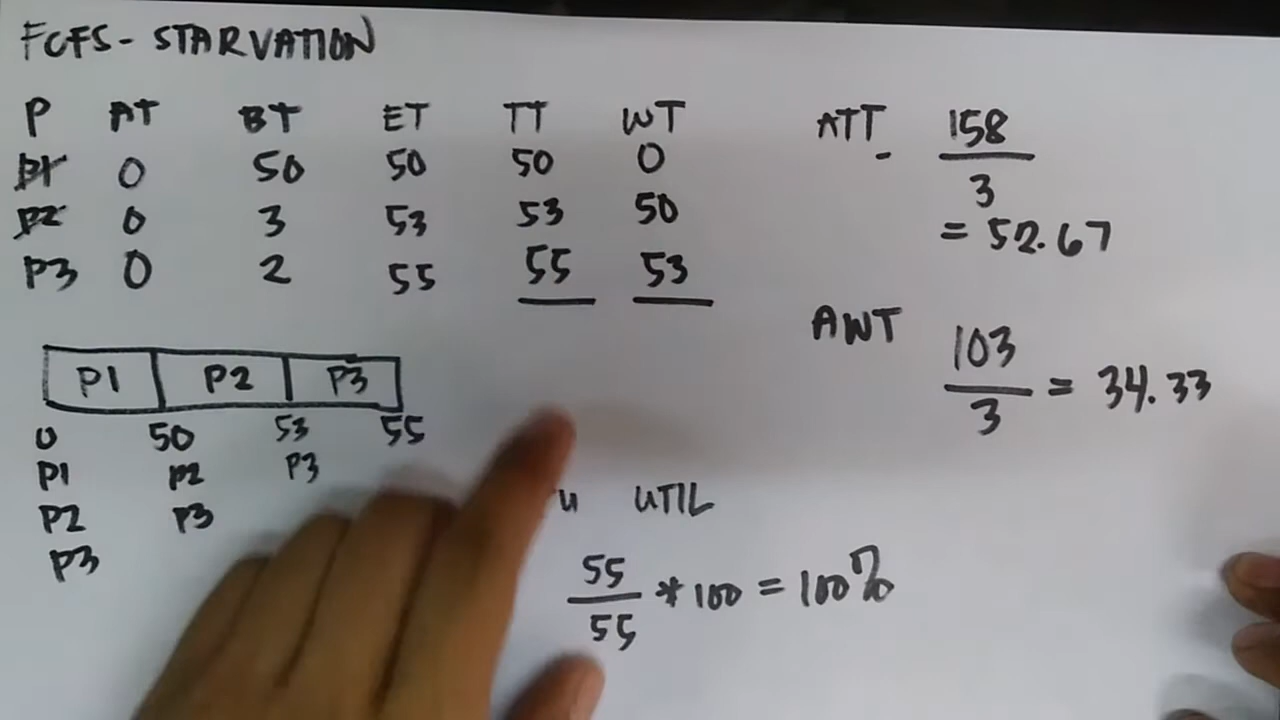 FCFS - STARVATION
P AT BT ET TT WT
P1 0 50 50 50 0
P2 0 3 53 53 50
P3 0 2 55 55 53
ATT 158
3
= 52.67
AWT 103
3 = 34.33
P1 P2 P3
0 50 53 55
P1 P2 P3
P2 P3
P3
U UTIL
55
55 * 100 = 100%